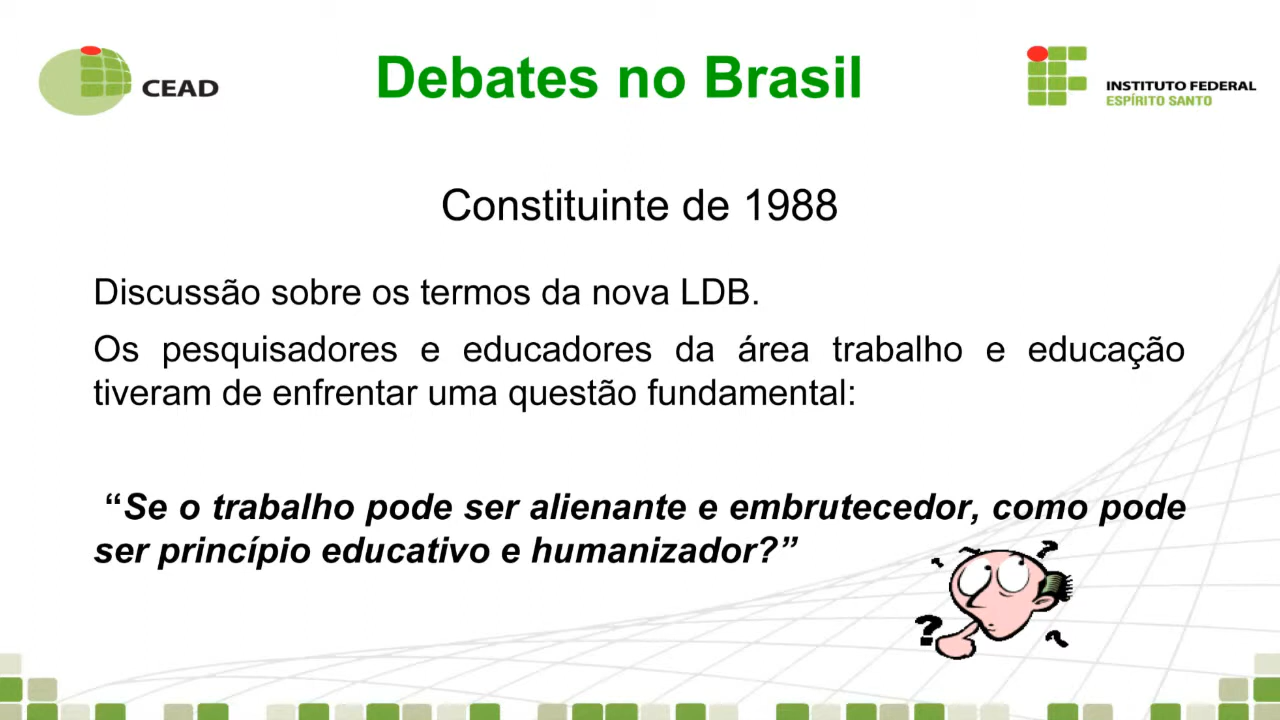 CEAD
Debates no Brasil
INSTITUTO FEDERAL
ESPÍRITO SANTO
Constituinte de 1988
Discussão sobre os termos da nova LDB.
Os pesquisadores e educadores da área trabalho e educação
tiveram de enfrentar uma questão fundamental:
“Se o trabalho pode ser alienante e embrutecedor, como pode
ser princípio educativo e humanizador?”